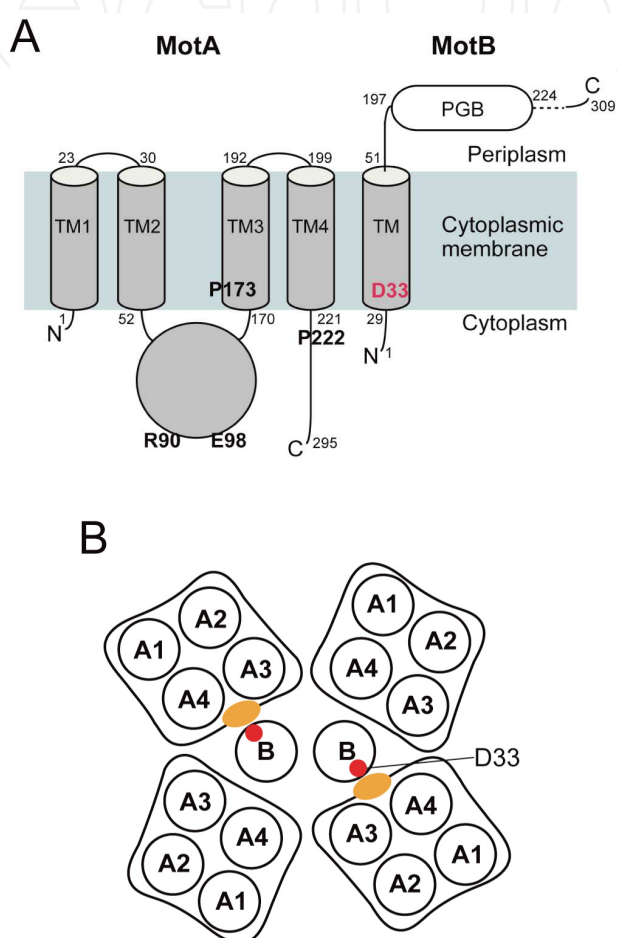 A
MotA MotB
C
197 PGB 224 309
23 30 192 199 51 Periplasm
TM1 TM2 TM3 TM4 TM Cytoplasmic
membrane
P173 D33
1 52 170 221 29 Cytoplasm
N P222
N 1
R90 E98
C 295
B
A1 A2 A3 A4
A1 A2 A4 A3
B B D33
A3 A4 A2 A1
A4 A3 A1 A2